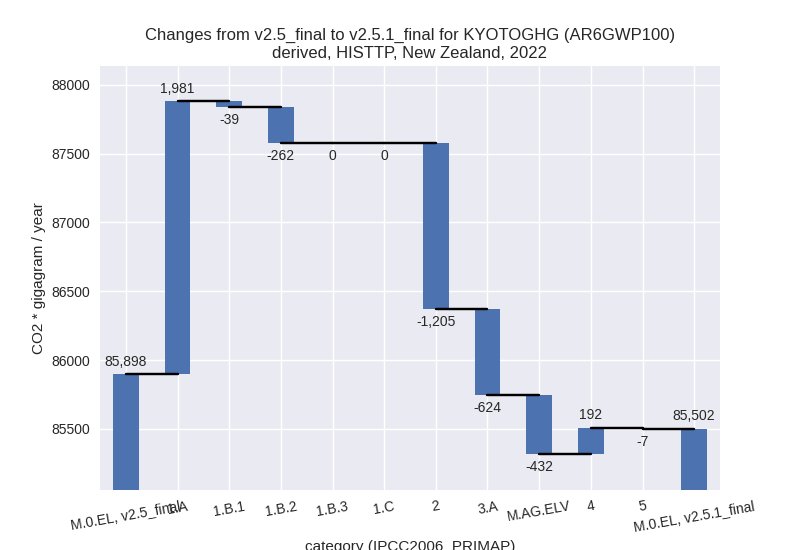 Changes from v2.5_final to v2.5.1_final for KYOTOGHG (AR6GWP100)
derived, HISTTP, New Zealand, 2022
CO2 * gigagram / year
88000
87500
87000
86500
86000
85500
85,898
1,981
-39
-262
0
0
-1,205
-624
-432
192
-7
85,502
M.0.EL, v2.5_final
1.A
1.B.1
1.B.2
1.B.3
1.C
2
3.A
M.AG.ELV
4
5
M.0.EL, v2.5.1_final
category (IPCC2006_PRIMAP)